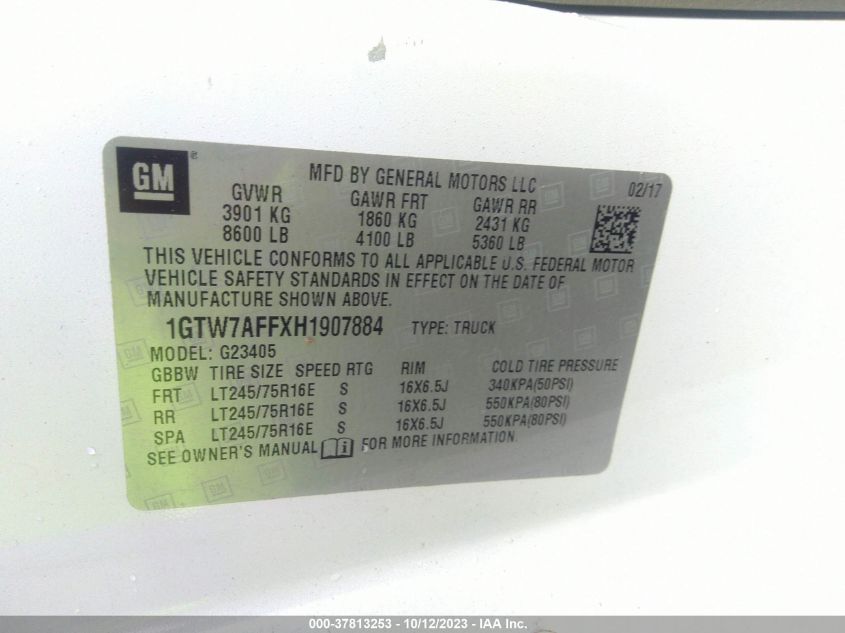 GM ®
MFD BY GENERAL MOTORS LLC 02/17
GVWR GAWR FRT GAWR RR
3901 KG 1860 KG 2431 KG
8600 LB 4100 LB 5360 LB
THIS VEHICLE CONFORMS TO ALL APPLICABLE U.S. FEDERAL MOTOR
VEHICLE SAFETY STANDARDS IN EFFECT ON THE DATE OF
MANUFACTURE SHOWN ABOVE.
1GTW7AFFXH1907884 TYPE: TRUCK
MODEL: G23405
GBBW TIRE SIZE SPEED RTG RIM COLD TIRE PRESSURE
FRT LT245/75R16E S 16X6.5J 340KPA(50PSI)
RR LT245/75R16E S 16X6.5J 550KPA(80PSI)
SPA LT245/75R16E S 16X6.5J 550KPA(80PSI)
SEE OWNER'S MANUAL FOR MORE INFORMATION
000-37813253 - 10/12/2023 - IAA Inc.